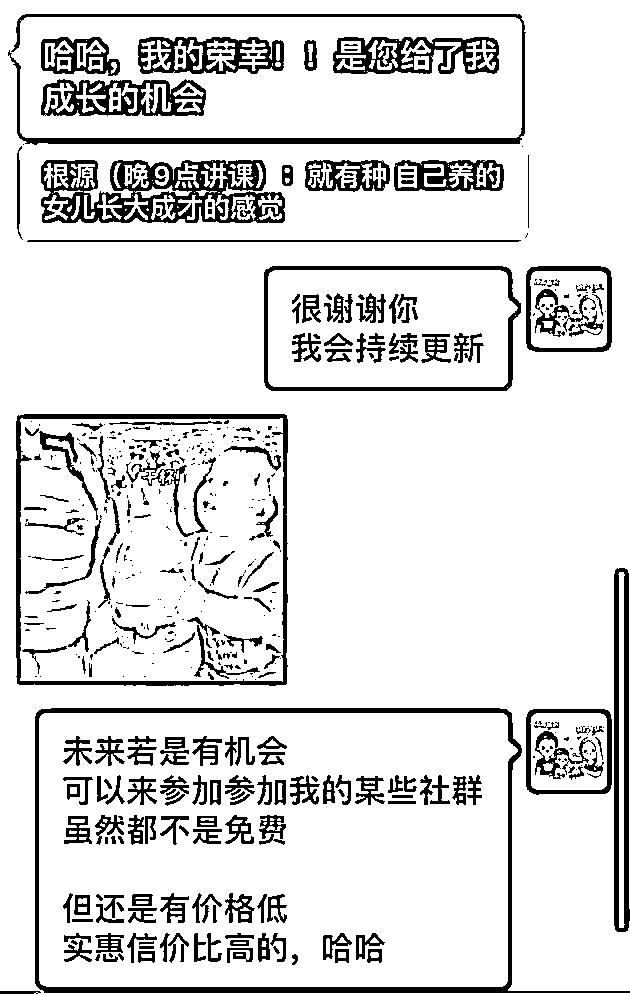 哈哈，我的荣幸！！是您给了我
成长的机会
根源（晚9点讲课）：就有种 自己养的
女儿长大成才的感觉
很谢谢你
我会持续更新
干杯!
未来若是有机会
可以来参加参加我的某些社群
虽然都不是免费
但还是有价格低
实惠信价比高的，哈哈